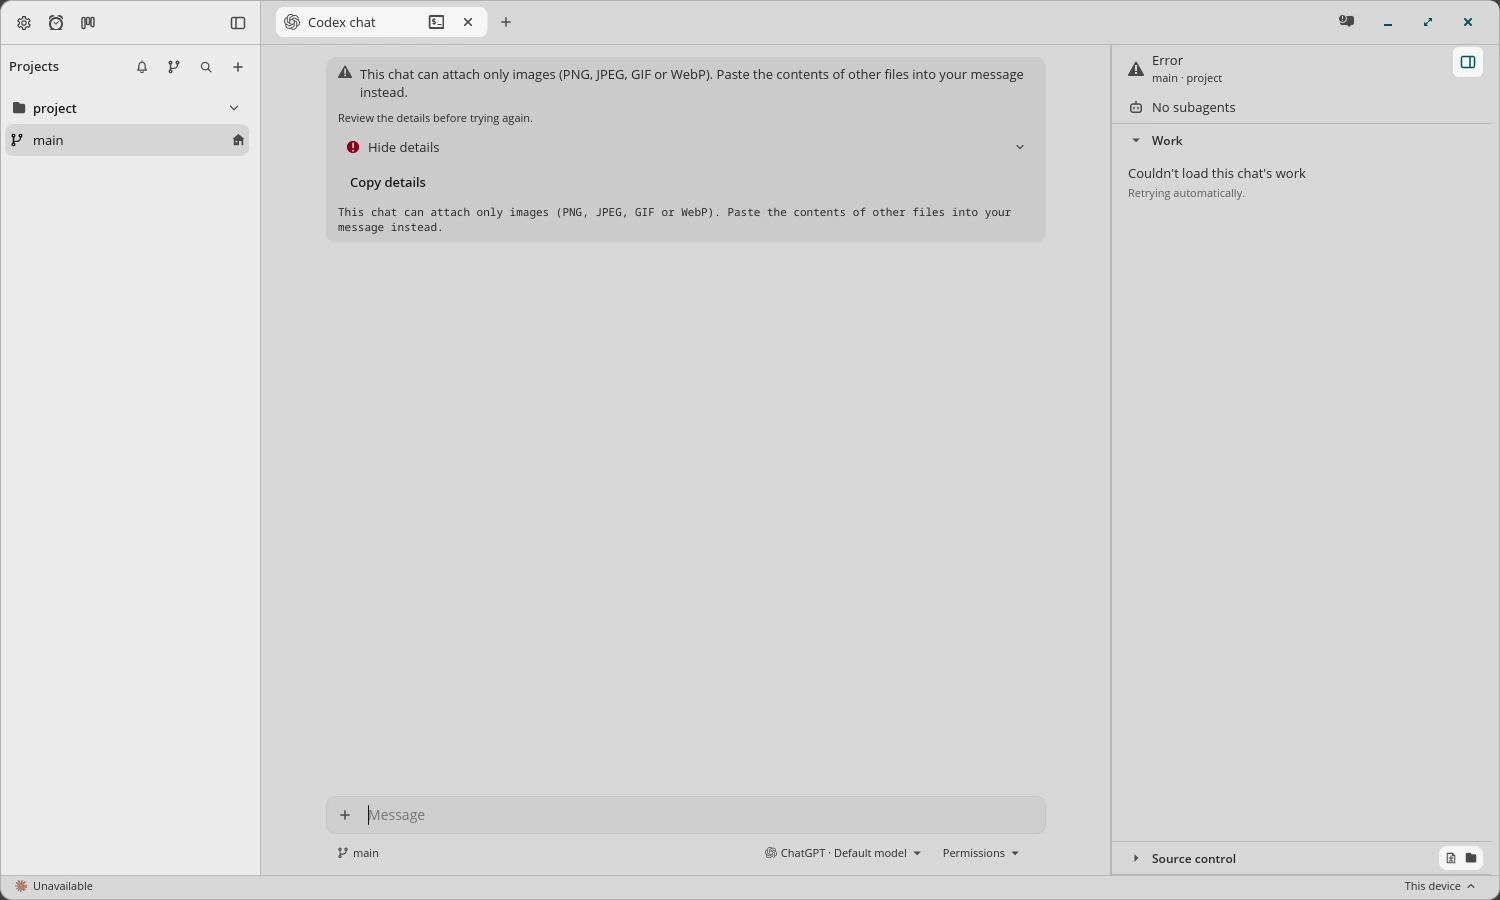 Codex chat
Projects
project
main
This chat can attach only images (PNG, JPEG, GIF or WebP). Paste the contents of other files into your message
instead.
Review the details before trying again.
Hide details
Copy details
This chat can attach only images (PNG, JPEG, GIF or WebP). Paste the contents of other files into your
message instead.
Message
main
ChatGPT · Default model
Permissions
Error
main · project
No subagents
Work
Couldn't load this chat's work
Retrying automatically.
Source control
Unavailable
This device